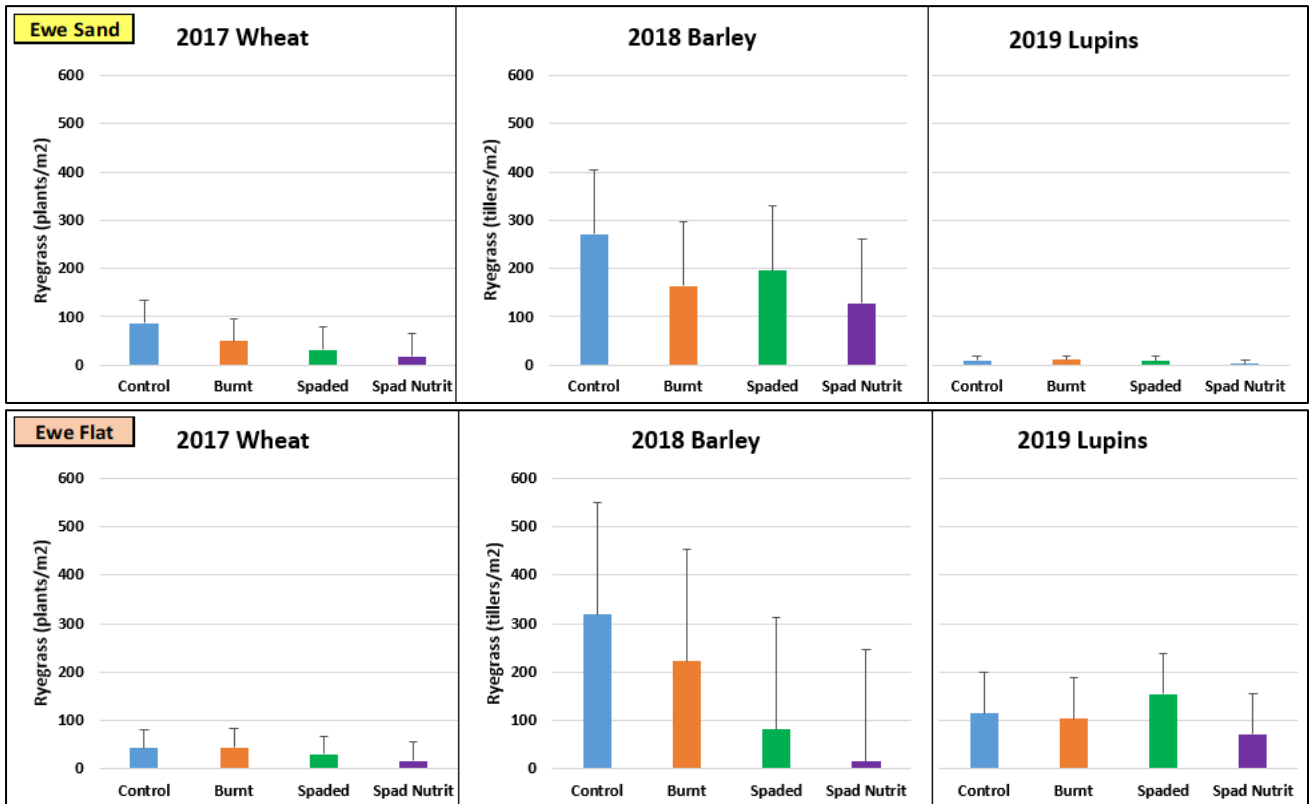 Ewe Sand
2017 Wheat
2018 Barley
2019 Lupins
Ryegrass (plants/m2)
600
500
400
300
200
100
0
Control Burnt Spaded Spad Nutrit
Ryegrass (tillers/m2)
600
500
400
300
200
100
0
Control Burnt Spaded Spad Nutrit
Control Burnt Spaded Spad Nutrit
Ewe Flat
2017 Wheat
2018 Barley
2019 Lupins
Ryegrass (plants/m2)
600
500
400
300
200
100
0
Control Burnt Spaded Spad Nutrit
Ryegrass (tillers/m2)
600
500
400
300
200
100
0
Control Burnt Spaded Spad Nutrit
Control Burnt Spaded Spad Nutrit